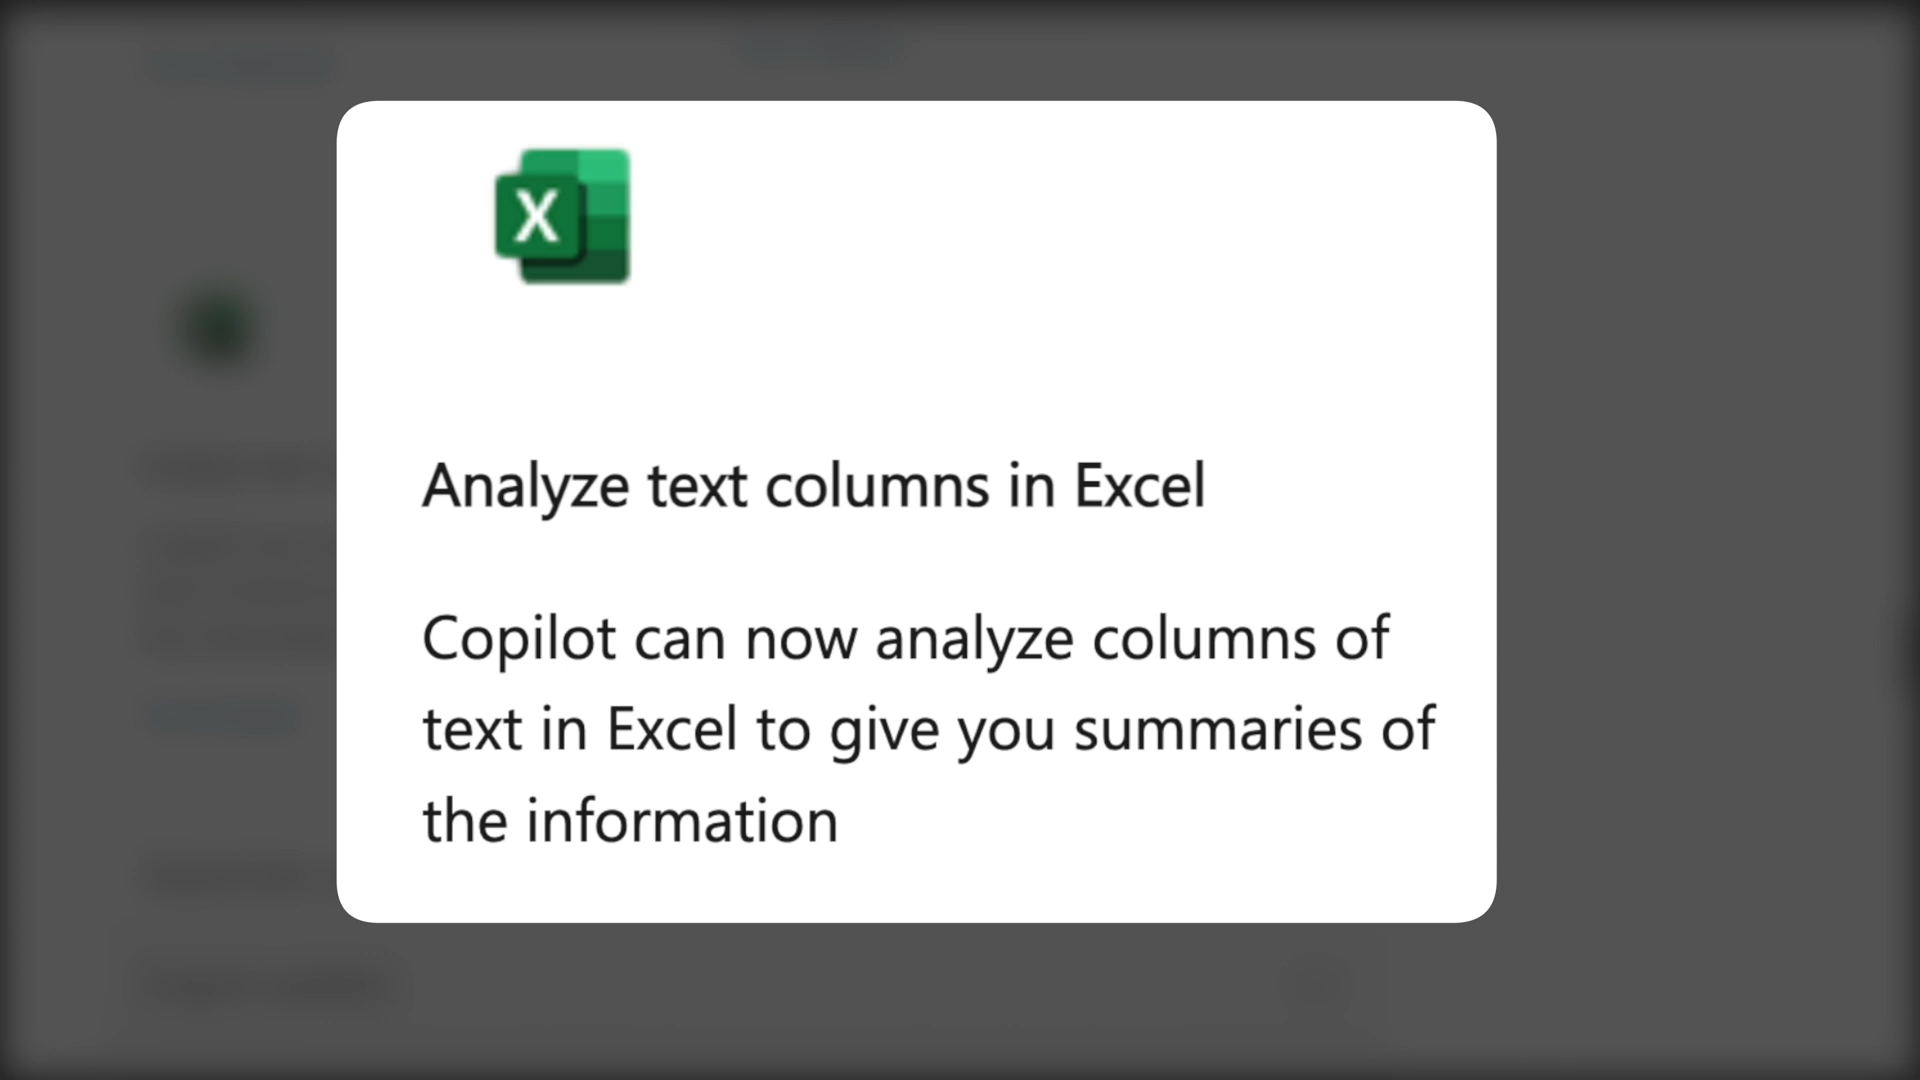 X
Analyze text columns in Excel
Copilot can now analyze columns of
text in Excel to give you summaries of
the information